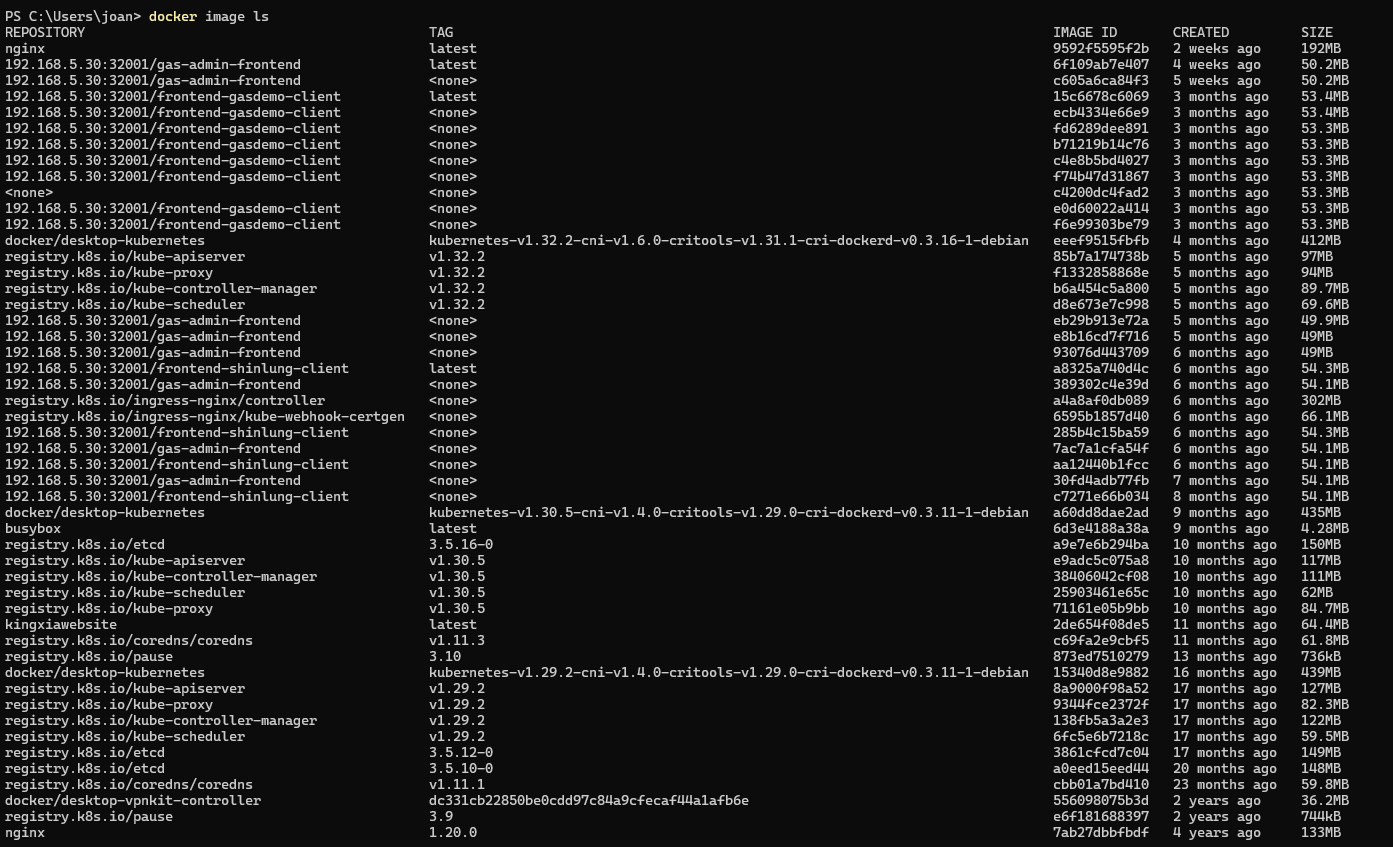 PS C:\Users\joan> docker image ls
REPOSITORY TAG IMAGE ID CREATED SIZE
nginx latest 9592f5595f2b 2 weeks ago 192MB
192.168.5.30:32001/gas-admin-frontend latest 6f109ab7e407 4 weeks ago 50.2MB
192.168.5.30:32001/gas-admin-frontend <none> c605a6ca84f3 5 weeks ago 50.2MB
192.168.5.30:32001/frontend-gasdemo-client latest 15c6678c6069 3 months ago 53.4MB
192.168.5.30:32001/frontend-gasdemo-client <none> ecb4334e66e9 3 months ago 53.4MB
192.168.5.30:32001/frontend-gasdemo-client <none> fd6289dee891 3 months ago 53.3MB
192.168.5.30:32001/frontend-gasdemo-client <none> b71219b14c76 3 months ago 53.3MB
192.168.5.30:32001/frontend-gasdemo-client <none> c4e8b5bd4027 3 months ago 53.3MB
192.168.5.30:32001/frontend-gasdemo-client <none> f74b47d31867 3 months ago 53.3MB
<none> <none> c4200dc4fad2 3 months ago 53.3MB
192.168.5.30:32001/frontend-gasdemo-client <none> e0d60022a414 3 months ago 53.3MB
192.168.5.30:32001/frontend-gasdemo-client <none> f6e99303be79 3 months ago 53.3MB
docker/desktop-kubernetes kubernetes-v1.32.2-cni-v1.6.0-critools-v1.31.1-cri-dockerd-v0.3.16-1-debian eeef9515fbfb 4 months ago 412MB
registry.k8s.io/kube-apiserver v1.32.2 85b7a174738b 5 months ago 97MB
registry.k8s.io/kube-proxy v1.32.2 f1332858868e 5 months ago 94MB
registry.k8s.io/kube-controller-manager v1.32.2 b6a454c5a800 5 months ago 89.7MB
registry.k8s.io/kube-scheduler v1.32.2 d8e673e7c998 5 months ago 69.6MB
192.168.5.30:32001/gas-admin-frontend <none> eb29b913e72a 5 months ago 49.9MB
192.168.5.30:32001/gas-admin-frontend <none> e8b16cd7f716 5 months ago 49MB
192.168.5.30:32001/gas-admin-frontend <none> 93076d443709 6 months ago 49MB
192.168.5.30:32001/frontend-shinlung-client latest a8325a740d4c 6 months ago 54.3MB
192.168.5.30:32001/gas-admin-frontend <none> 389302c4e39d 6 months ago 54.1MB
registry.k8s.io/ingress-nginx/controller <none> a4a8af0db089 6 months ago 302MB
registry.k8s.io/ingress-nginx/kube-webhook-certgen <none> 6595b1857d40 6 months ago 66.1MB
192.168.5.30:32001/frontend-shinlung-client <none> 285b4c15ba59 6 months ago 54.3MB
192.168.5.30:32001/gas-admin-frontend <none> 7ac7a1cfa54f 6 months ago 54.1MB
192.168.5.30:32001/frontend-shinlung-client <none> aa12440b1fcc 6 months ago 54.1MB
192.168.5.30:32001/gas-admin-frontend <none> 30fd4adb77fb 7 months ago 54.1MB
192.168.5.30:32001/frontend-shinlung-client <none> c7271e66b034 8 months ago 54.1MB
docker/desktop-kubernetes kubernetes-v1.30.5-cni-v1.4.0-critools-v1.29.0-cri-dockerd-v0.3.11-1-debian a60dd8dae2ad 9 months ago 435MB
busybox latest 6d3e4188a38a 9 months ago 4.28MB
registry.k8s.io/etcd 3.5.16-0 a9e7e6b294ba 10 months ago 150MB
registry.k8s.io/kube-apiserver v1.30.5 e9adc5c075a8 10 months ago 117MB
registry.k8s.io/kube-controller-manager v1.30.5 38406042cf08 10 months ago 111MB
registry.k8s.io/kube-scheduler v1.30.5 25903461e65c 10 months ago 62MB
registry.k8s.io/kube-proxy v1.30.5 71161e05b9bb 10 months ago 84.7MB
kingxiawebsite latest 2de654f08de5 11 months ago 64.4MB
registry.k8s.io/coredns/coredns v1.11.3 c69fa2e9cbf5 11 months ago 61.8MB
registry.k8s.io/pause 3.10 873ed7510279 13 months ago 736kB
docker/desktop-kubernetes kubernetes-v1.29.2-cni-v1.4.0-critools-v1.29.0-cri-dockerd-v0.3.11-1-debian 15340d8e9882 16 months ago 439MB
registry.k8s.io/kube-apiserver v1.29.2 8a9000f98a52 17 months ago 127MB
registry.k8s.io/kube-proxy v1.29.2 9344fce2372f 17 months ago 82.3MB
registry.k8s.io/kube-controller-manager v1.29.2 138fb5a3a2e3 17 months ago 122MB
registry.k8s.io/kube-scheduler v1.29.2 6fc5e6b7218c 17 months ago 59.5MB
registry.k8s.io/etcd 3.5.12-0 3861cfcd7c04 17 months ago 149MB
registry.k8s.io/etcd 3.5.10-0 a0eed15eed44 20 months ago 148MB
registry.k8s.io/coredns/coredns v1.11.1 cbb01a7bd410 23 months ago 59.8MB
docker/desktop-vpnkit-controller dc331cb22850be0cdd97c84a9cfecaf44a1afb6e 556098075b3d 2 years ago 36.2MB
registry.k8s.io/pause 3.9 e6f181688397 2 years ago 744kB
nginx 1.20.0 7ab27dbbfbdf 4 years ago 133MB